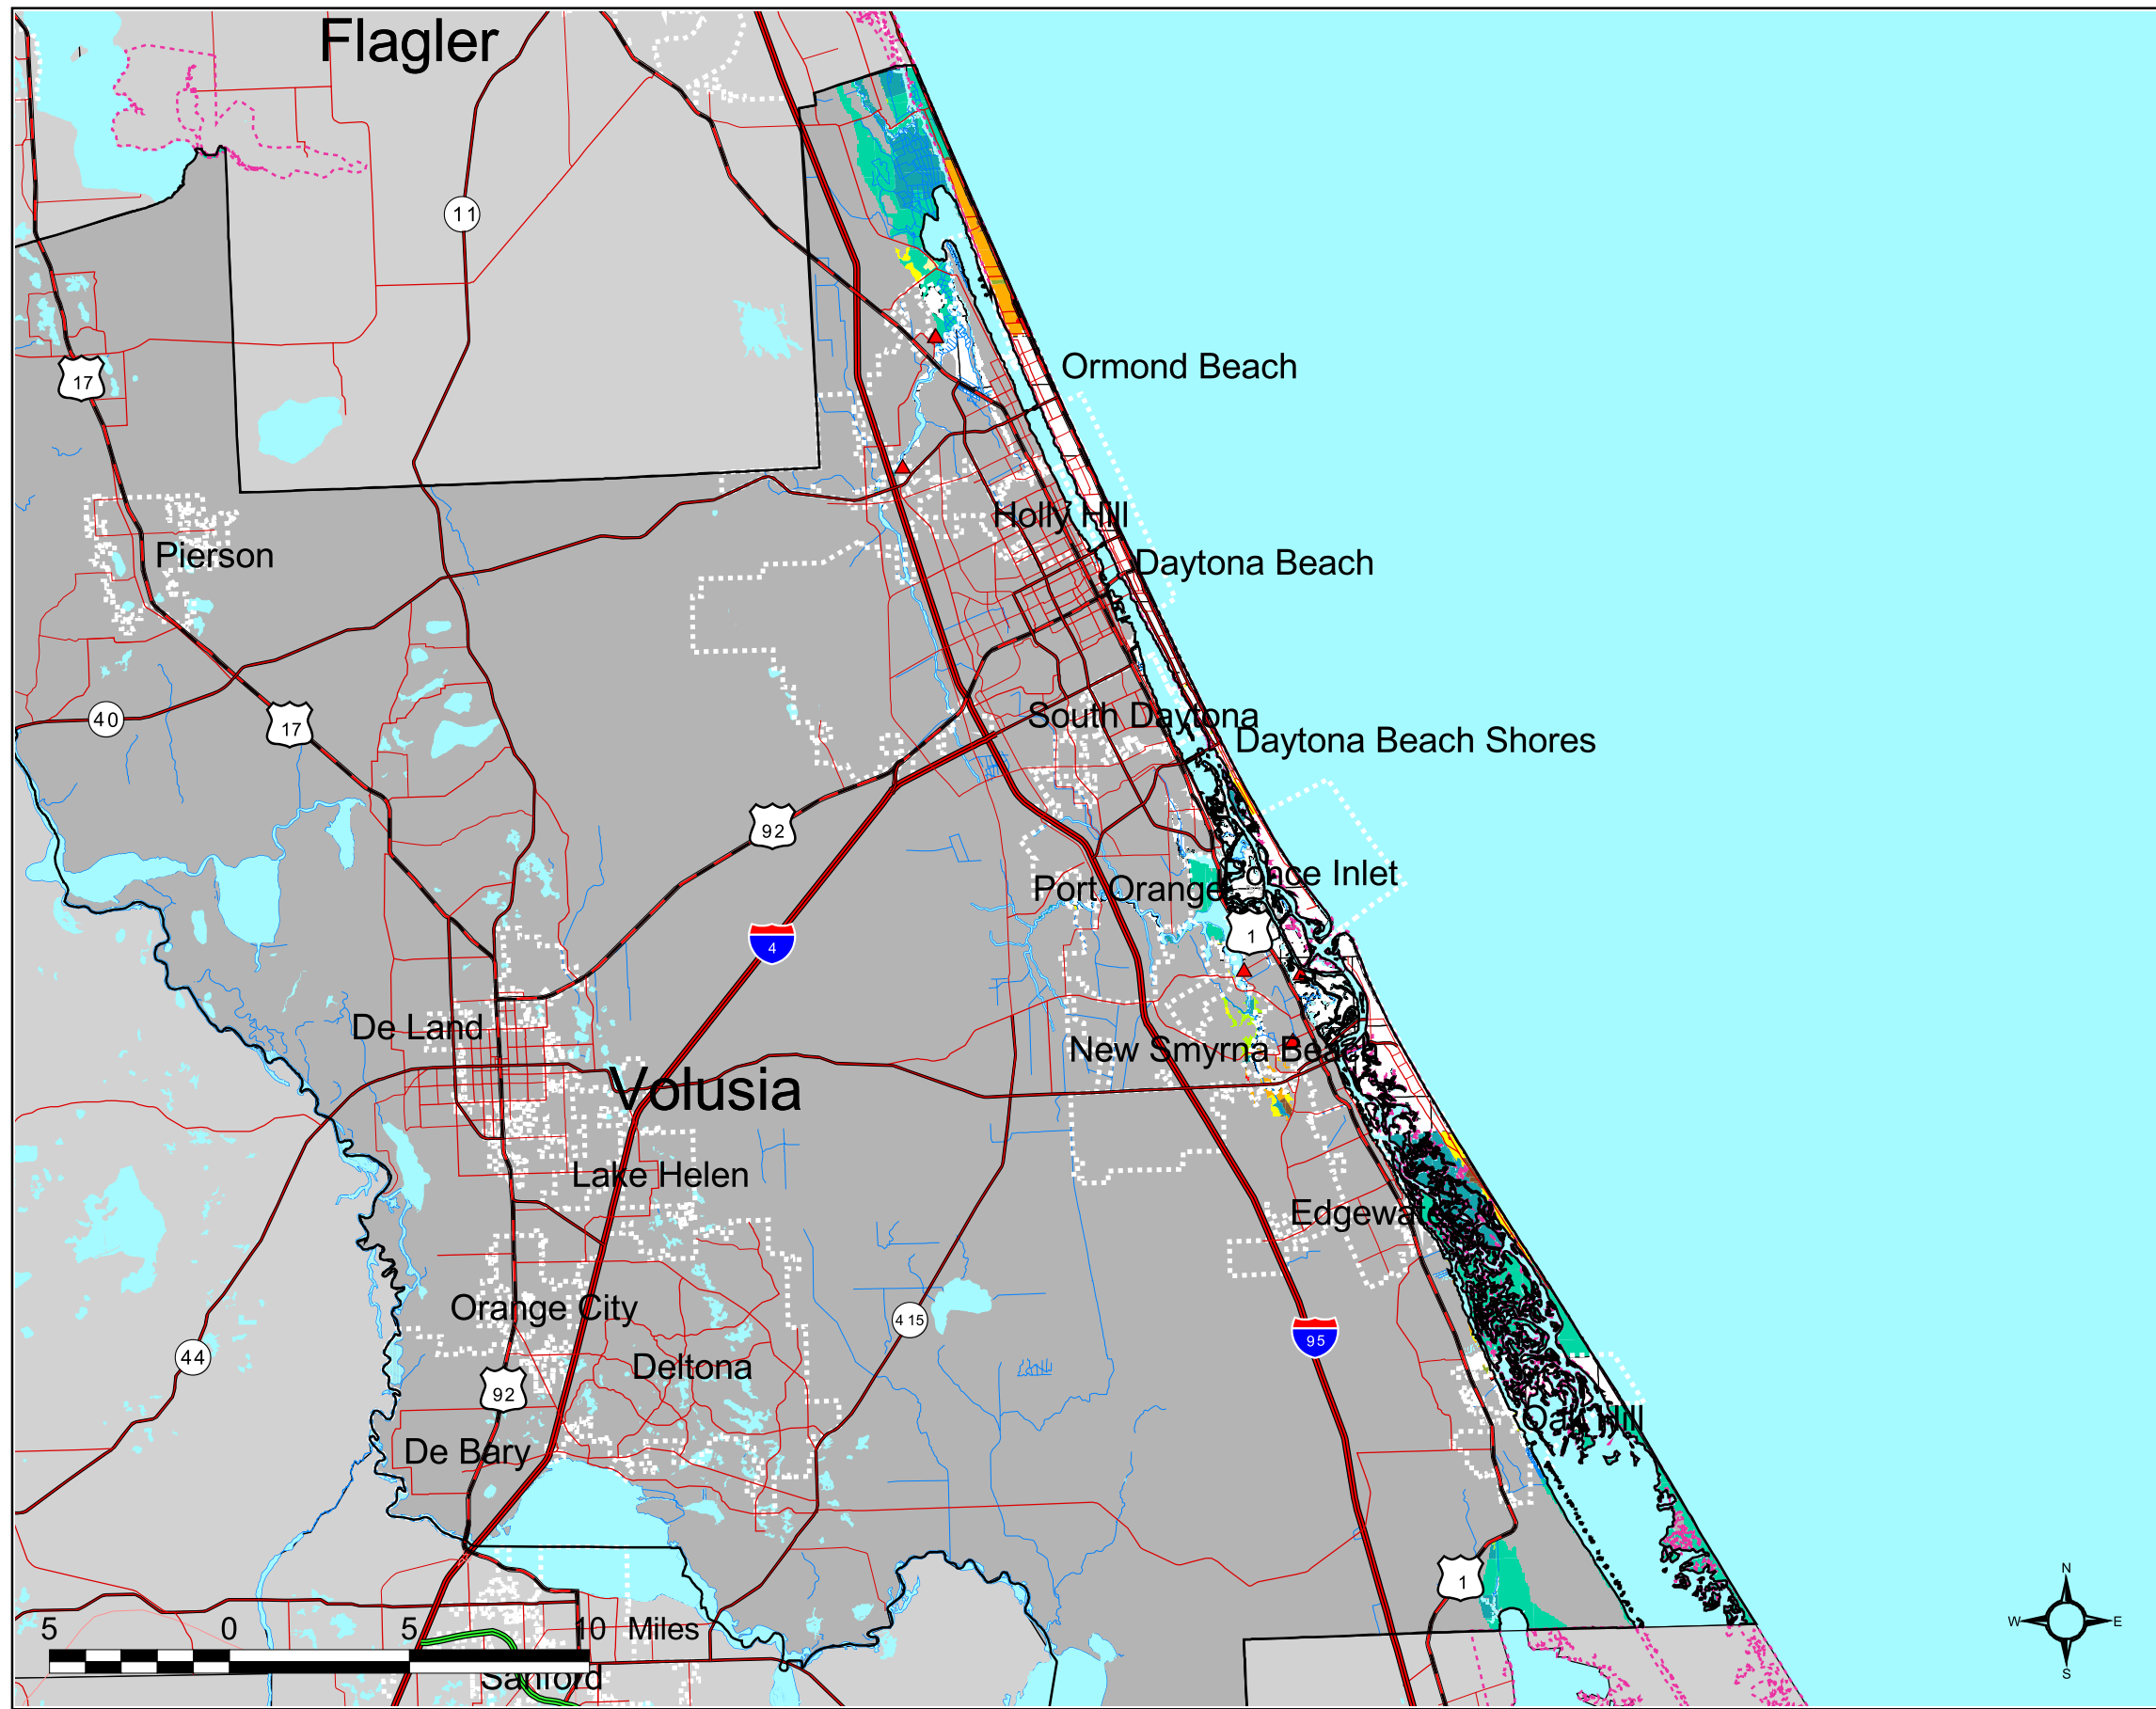 Flagler
11
Ormond Beach
17
Holly Hill
Pierson
Daytona Beach
40
17
South Daytona
Daytona Beach Shores
92
Ponce Inlet
Port Orange
1
4
De Land
New Smyrna Beach
Volusia
Lake Helen
Edgewater
Orange City
4 15
95
44
Deltona
92
Oak Hill
De Bary
1
N
W
E
S
5 0 5 10 Miles
Sanford